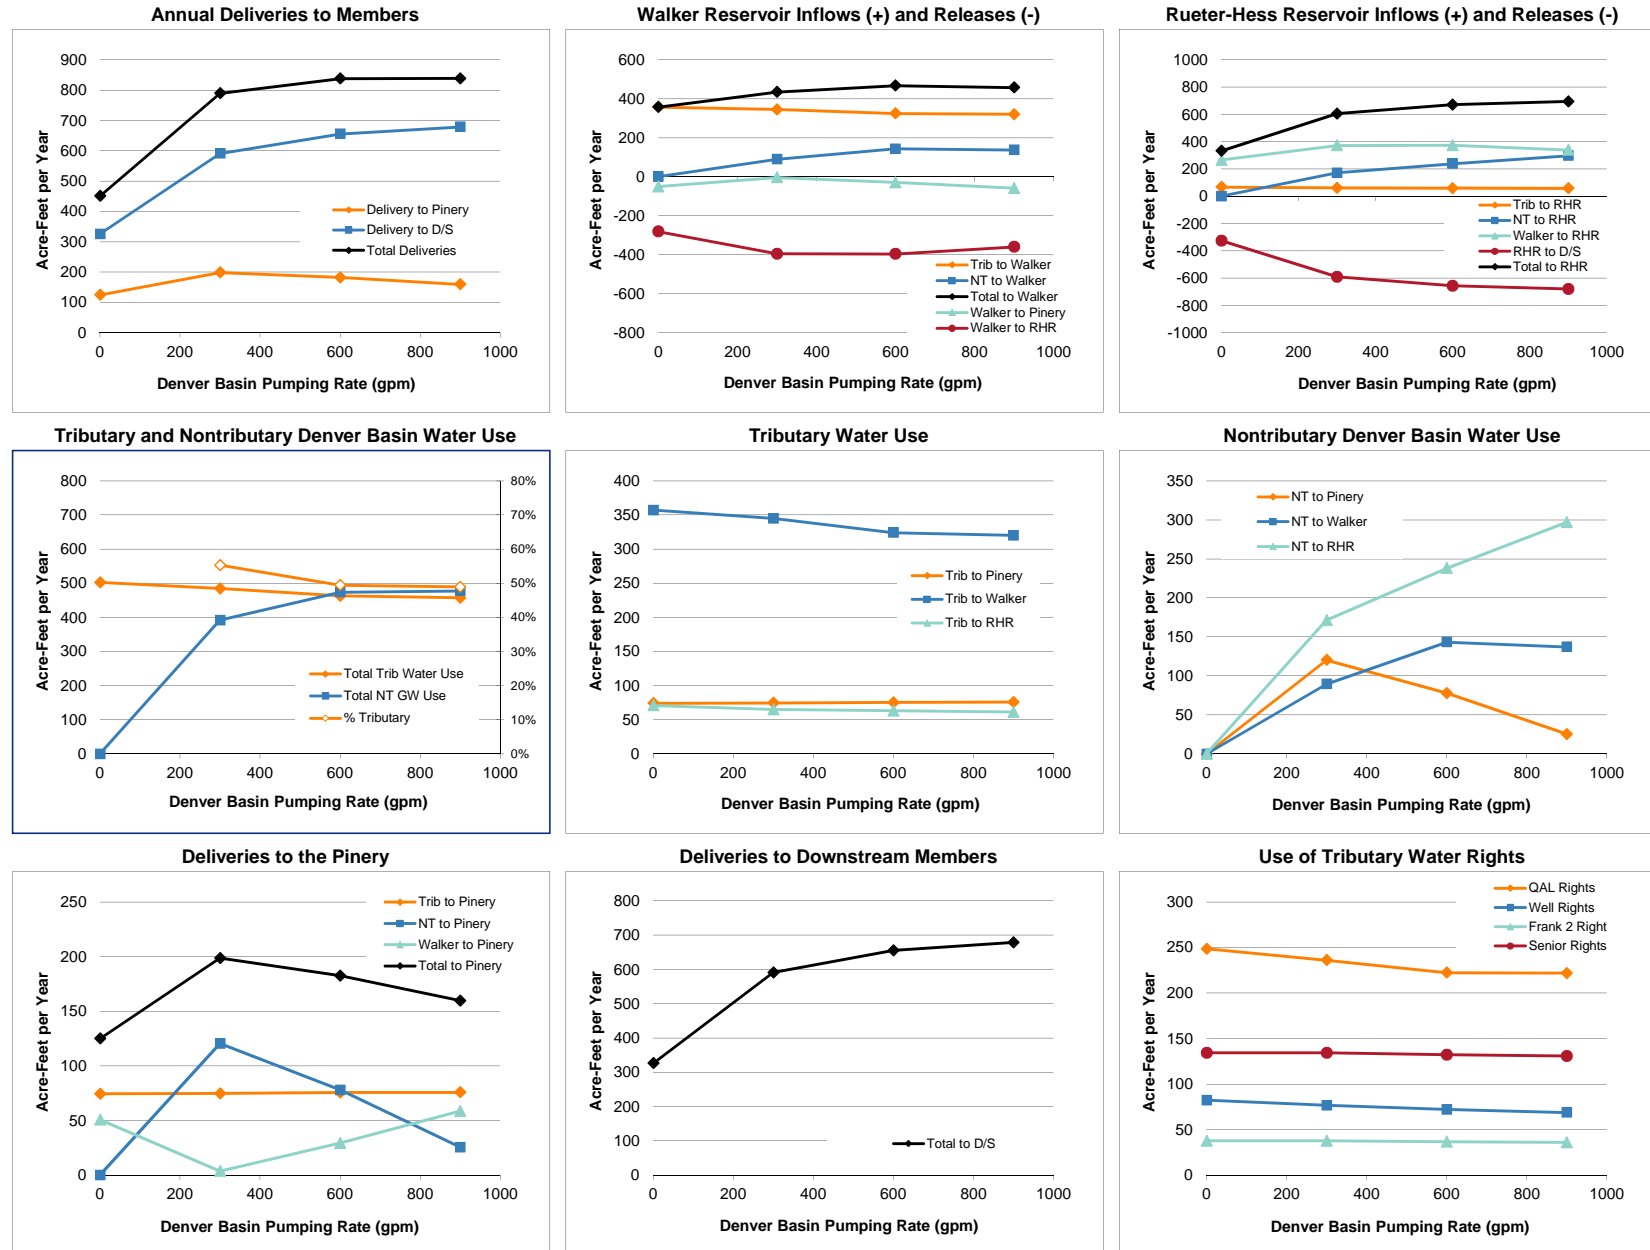 Annual Deliveries to Members
Acre-Feet per Year
900
800
700
600
500
400
300
200
100
0
Delivery to Pinery
Delivery to D/S
Total Deliveries
0 200 400 600 800 1000
Denver Basin Pumping Rate (gpm)
Walker Reservoir Inflows (+) and Releases (-)
Acre-Feet per Year
600
400
200
0
-200
-400
-600
-800
Trib to Walker
NT to Walker
Total to Walker
Walker to Pinery
Walker to RHR
0 200 400 600 800 1000
Denver Basin Pumping Rate (gpm)
Rueter-Hess Reservoir Inflows (+) and Releases (-)
Acre-Feet per Year
1000
800
600
400
200
0
-200
-400
-600
-800
-1000
Trib to RHR
NT to RHR
Walker to RHR
RHR to D/S
Total to RHR
0 200 400 600 800 1000
Denver Basin Pumping Rate (gpm)
Tributary and Nontributary Denver Basin Water Use
Acre-Feet per Year
800
700
600
500
400
300
200
100
0
80%
70%
60%
50%
40%
30%
20%
10%
0%
Total Trib Water Use
Total NT GW Use
% Tributary
0 200 400 600 800 1000
Denver Basin Pumping Rate (gpm)
Tributary Water Use
Acre-Feet per Year
400
350
300
250
200
150
100
50
0
Trib to Pinery
Trib to Walker
Trib to RHR
0 200 400 600 800 1000
Denver Basin Pumping Rate (gpm)
Nontributary Denver Basin Water Use
Acre-Feet per Year
350
300
250
200
150
100
50
0
NT to Pinery
NT to Walker
NT to RHR
0 200 400 600 800 1000
Denver Basin Pumping Rate (gpm)
Deliveries to the Pinery
Acre-Feet per Year
250
200
150
100
50
0
Trib to Pinery
NT to Pinery
Walker to Pinery
Total to Pinery
0 200 400 600 800 1000
Denver Basin Pumping Rate (gpm)
Deliveries to Downstream Members
Acre-Feet per Year
800
700
600
500
400
300
200
100
0
Total to D/S
0 200 400 600 800 1000
Denver Basin Pumping Rate (gpm)
Use of Tributary Water Rights
Acre-Feet per Year
300
250
200
150
100
50
0
QAL Rights
Well Rights
Frank 2 Right
Senior Rights
0 200 400 600 800 1000
Denver Basin Pumping Rate (gpm)